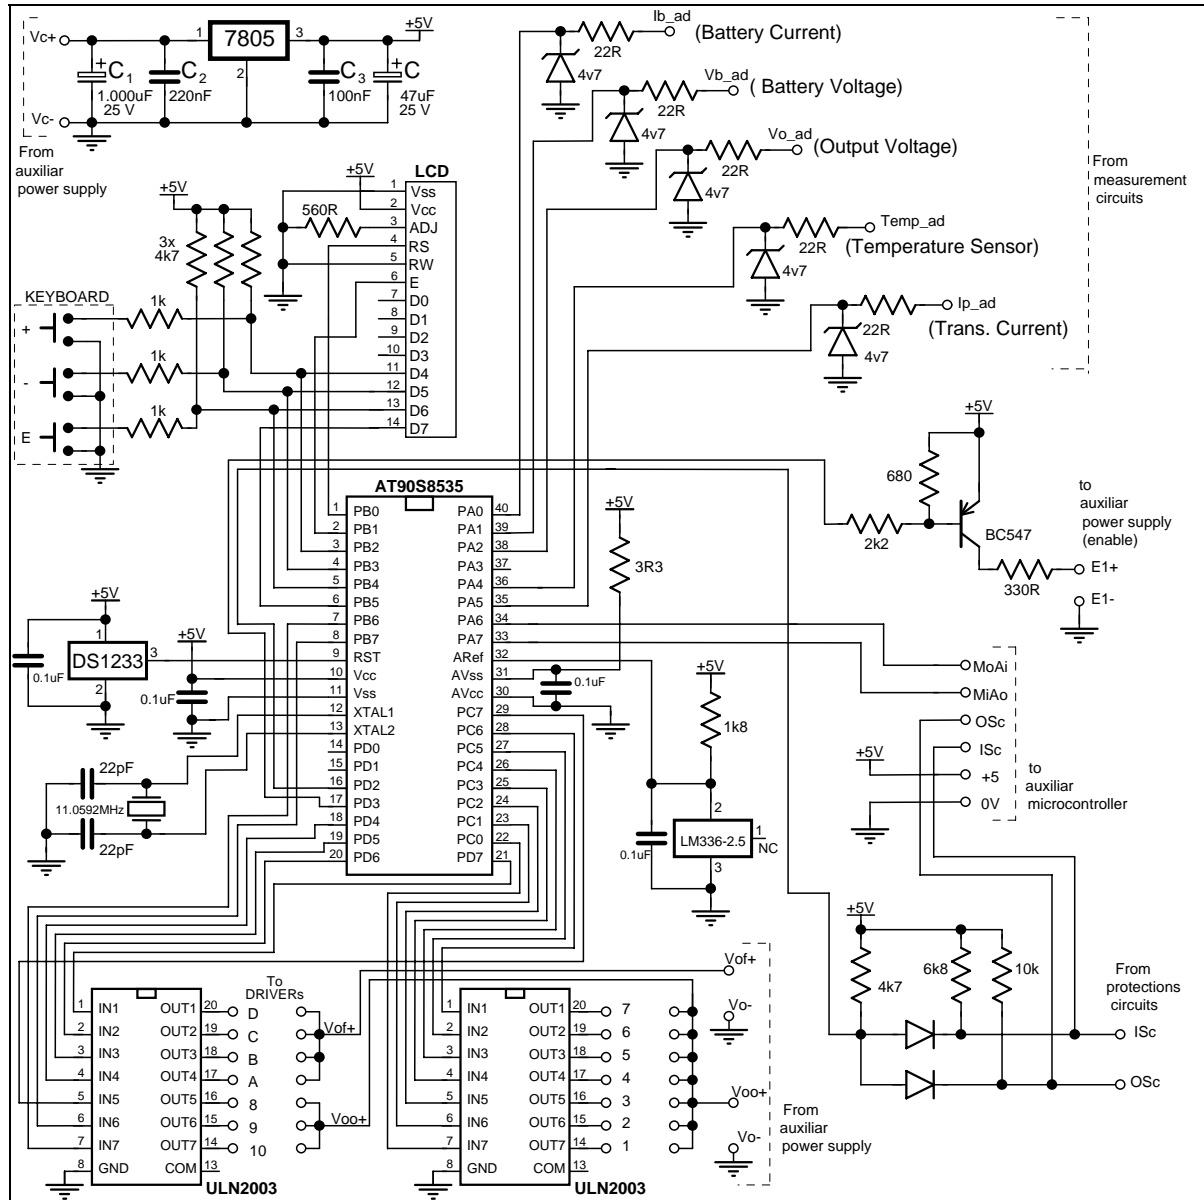 Vc+
1
7805
3
+5V
2
C1
1.000uF
25 V
C2
220nF
C3
100nF
C
47uF
25 V
Vc-
From
auxiliar
power supply
Ib_ad
(Battery Current)
22R
4v7
Vb_ad
( Battery Voltage)
22R
4v7
Vo_ad
(Output Voltage)
22R
4v7
Temp_ad
(Temperature Sensor)
22R
4v7
Ip_ad
(Trans. Current)
22R
4v7
From
measurement
circuits
+5V
3x
4k7
+5V
560R
LCD
1 Vss
2 Vcc
3 ADJ
4 RS
5 RW
6 E
7 D0
8 D1
9 D2
10 D3
11 D4
12 D5
13 D6
14 D7
KEYBOARD
+
-
E
1k
1k
1k
AT90S8535
1 PB0 PA0 40
2 PB1 PA1 39
3 PB2 PA2 38
4 PB3 PA3 37
5 PB4 PA4 36
6 PB5 PA5 35
7 PB6 PA6 34
8 PB7 PA7 33
9 RST ARef 32
10 Vcc AVss 31
11 Vss AVcc 30
12 XTAL1 PC7 29
13 XTAL2 PC6 28
14 PD0 PC5 27
15 PD1 PC4 26
16 PD2 PC3 25
17 PD3 PC2 24
18 PD4 PC1 23
19 PD5 PC0 22
20 PD6 PD7 21
+5V
3R3
0.1uF
+5V
680
2k2
BC547
330R
to
auxiliar
power supply
(enable)
E1+
E1-
+5V
1
DS1233
3
2
0.1uF
+5V
0.1uF
22pF
11.0592MHz
22pF
+5V
1k8
2
LM336-2.5
1
NC
3
0.1uF
MoAi
MiAo
OSc
ISc
+5
0V
+5V
to
auxiliar
microcontroller
+5V
4k7
6k8
10k
From
protections
circuits
ISc
OSc
To
DRIVERs
1 IN1 OUT1 20 D
2 IN2 OUT2 19 C
3 IN3 OUT3 18 B
4 IN4 OUT4 17 A
5 IN5 OUT5 16 8
6 IN6 OUT6 15 9
7 IN7 OUT7 14 10
8 GND COM 13
ULN2003
Vof+
Voo+
1 IN1 OUT1 20 7
2 IN2 OUT2 19 6
3 IN3 OUT3 18 5
4 IN4 OUT4 17 4
5 IN5 OUT5 16 3
6 IN6 OUT6 15 2
7 IN7 OUT7 14 1
8 GND COM 13
ULN2003
Vof+
Vo-
Voo+
Vo-
From
auxiliar
power supply